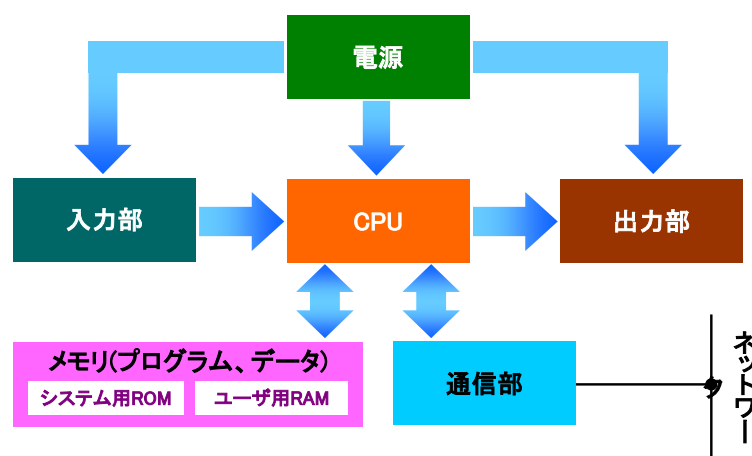 電源
入力部
CPU
出力部
メモリ(プログラム、データ)
システム用ROM
ユーザ用RAM
通信部
ネットワーク